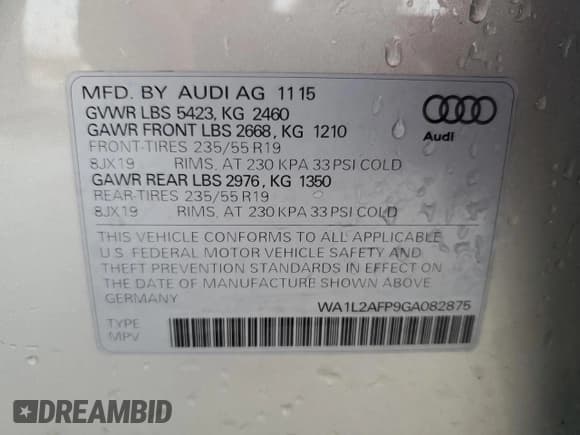 MFD. BY AUDI AG 11 15
GVWR LBS 5423, KG 2460
GAWR FRONT LBS 2668, KG 1210
FRONT-TIRES 235/55 R19
8JX19 RIMS, AT 230 KPA 33 PSI COLD
GAWR REAR LBS 2976, KG 1350
REAR-TIRES 235/55 R19
8JX19 RIMS, AT 230 KPA 33 PSI COLD
Audi
THIS VEHICLE CONFORMS TO ALL APPLICABLE
U.S. FEDERAL MOTOR VEHICLE SAFETY AND
THEFT PREVENTION STANDARDS IN EFFECT ON
THE DATE OF MANUFACTURE SHOWN ABOVE
GERMANY
WA1L2AFP9GA082875
TYPE
MPV
DREAMBID